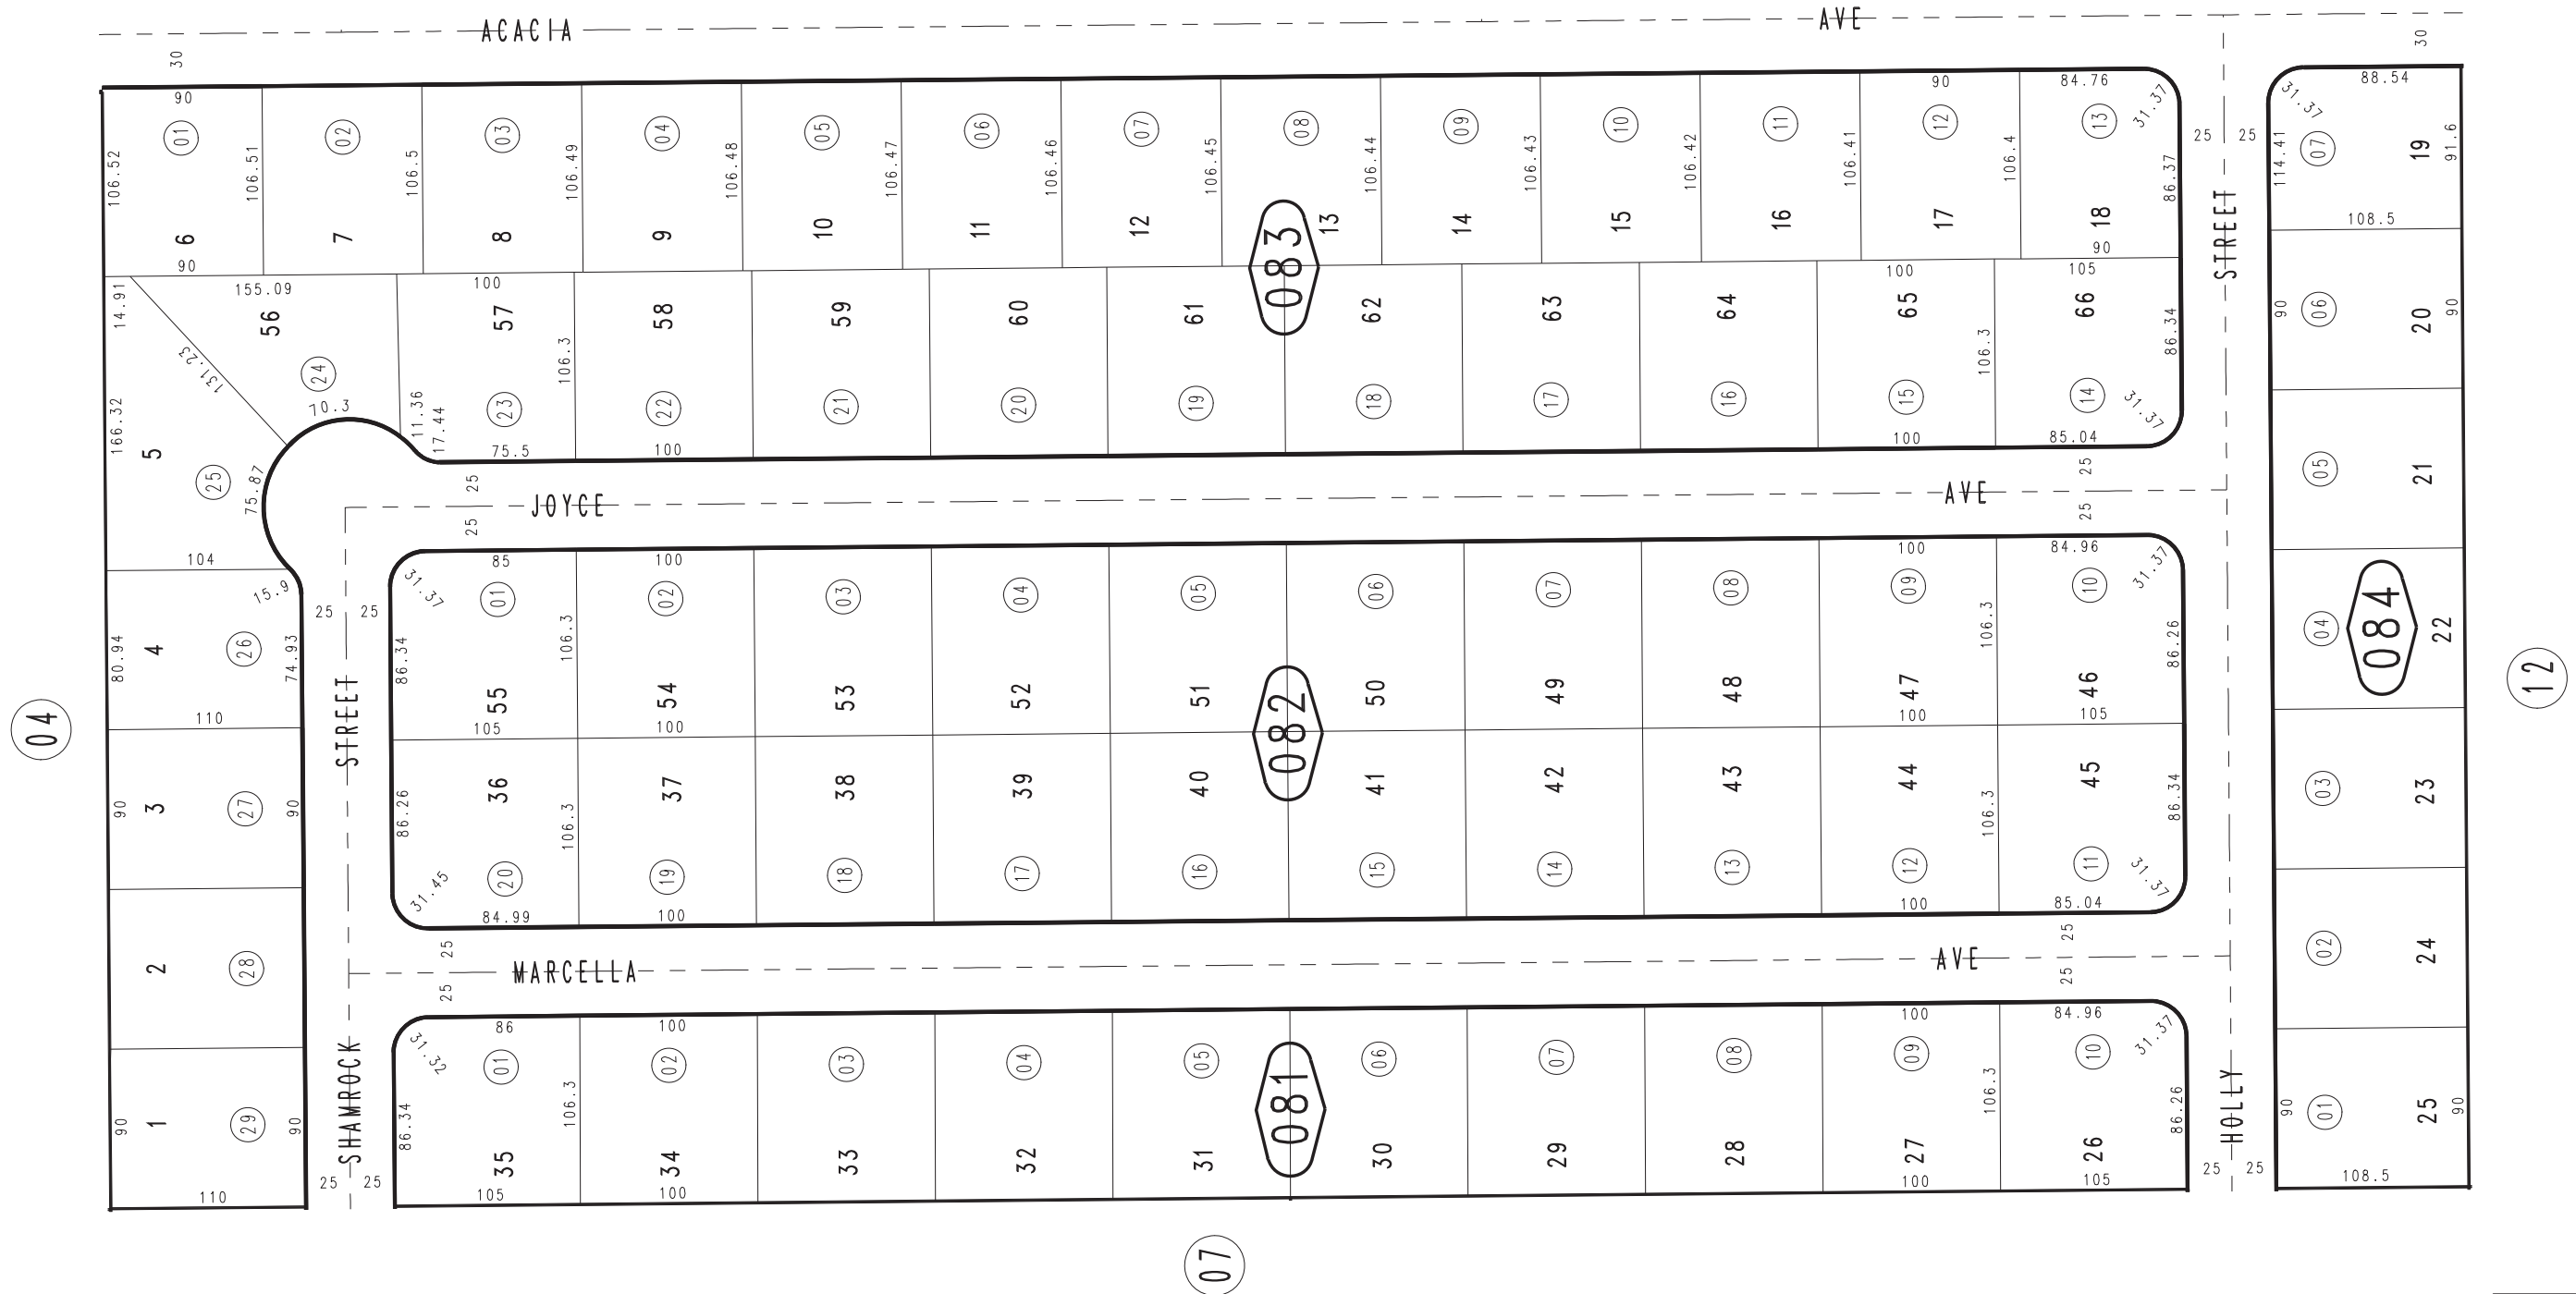 ACACIA AVE
30 30
90 90 84.76 88.54
01 02 03 04 05 06 07 08 09 10 11 12 13 31.37 31.37 07
25 25
106.52 106.51 106.5 106.49 106.48 106.47 106.46 106.45 106.44 106.43 106.42 106.41 106.4 86.37 114.41 91.6
6 7 8 9 10 11 12 13 14 15 16 17 18 19
083
90 90 108.5
STREET
155.09 100 100 105
14.91 56 57 58 59 60 61 62 63 64 65 66 90 06 20 90
131.23 106.3 106.3 86.34
24 23 22 21 20 19 18 17 16 15 14 31.37
166.32 5 70.3 11.36 17.44
75.5 100 100 85.04
25 75.87 25 25 05 21
JOYCE AVE
25 25
104 85 100 100 84.96
15.9 31.37 01 02 03 04 05 06 07 08 09 10 31.37
25 25
80.94 4 26 74.93 86.34 106.3 106.3 86.26 04 084 22
55 54 53 52 51 50 49 48 47 46
04 12
110 STREET 105 100 082 100 105
90 3 27 90 86.26 106.3 106.3 86.34 03 23
36 37 38 39 40 41 42 43 44 45
31.45 20 19 18 17 16 15 14 13 12 11 31.37
84.99 100 100 85.04
2 28 25 25 02 24
MARCELLA AVE
25 25
86 100 100 84.96
31.32 01 02 03 04 05 06 07 08 09 10 31.37
90 1 29 90 SHAMROCK 86.34 106.3 081 106.3 86.26 HOLLY 90 01 25 90
35 34 33 32 31 30 29 28 27 26
25 25 25 25
110 105 100 100 105 108.5
07